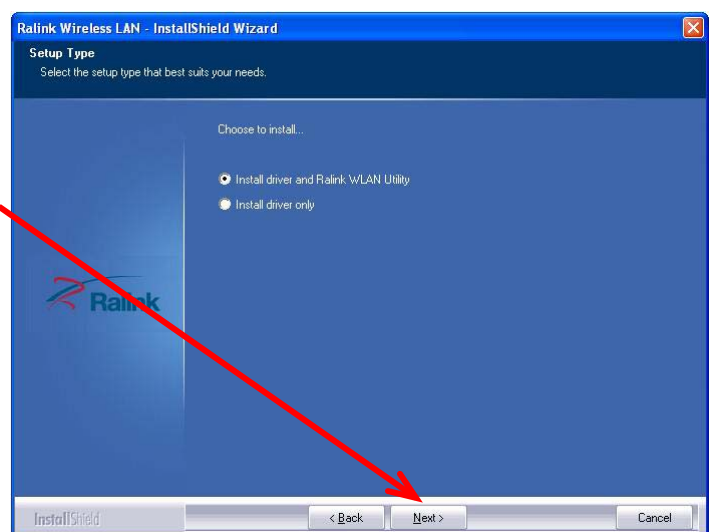 Ralink Wireless LAN - InstallShield Wizard
Setup Type
Select the setup type that best suits your needs.
Choose to install...
Install driver and Ralink WLAN Utility
Install driver only
Ralink
InstallShield
< Back Next > Cancel